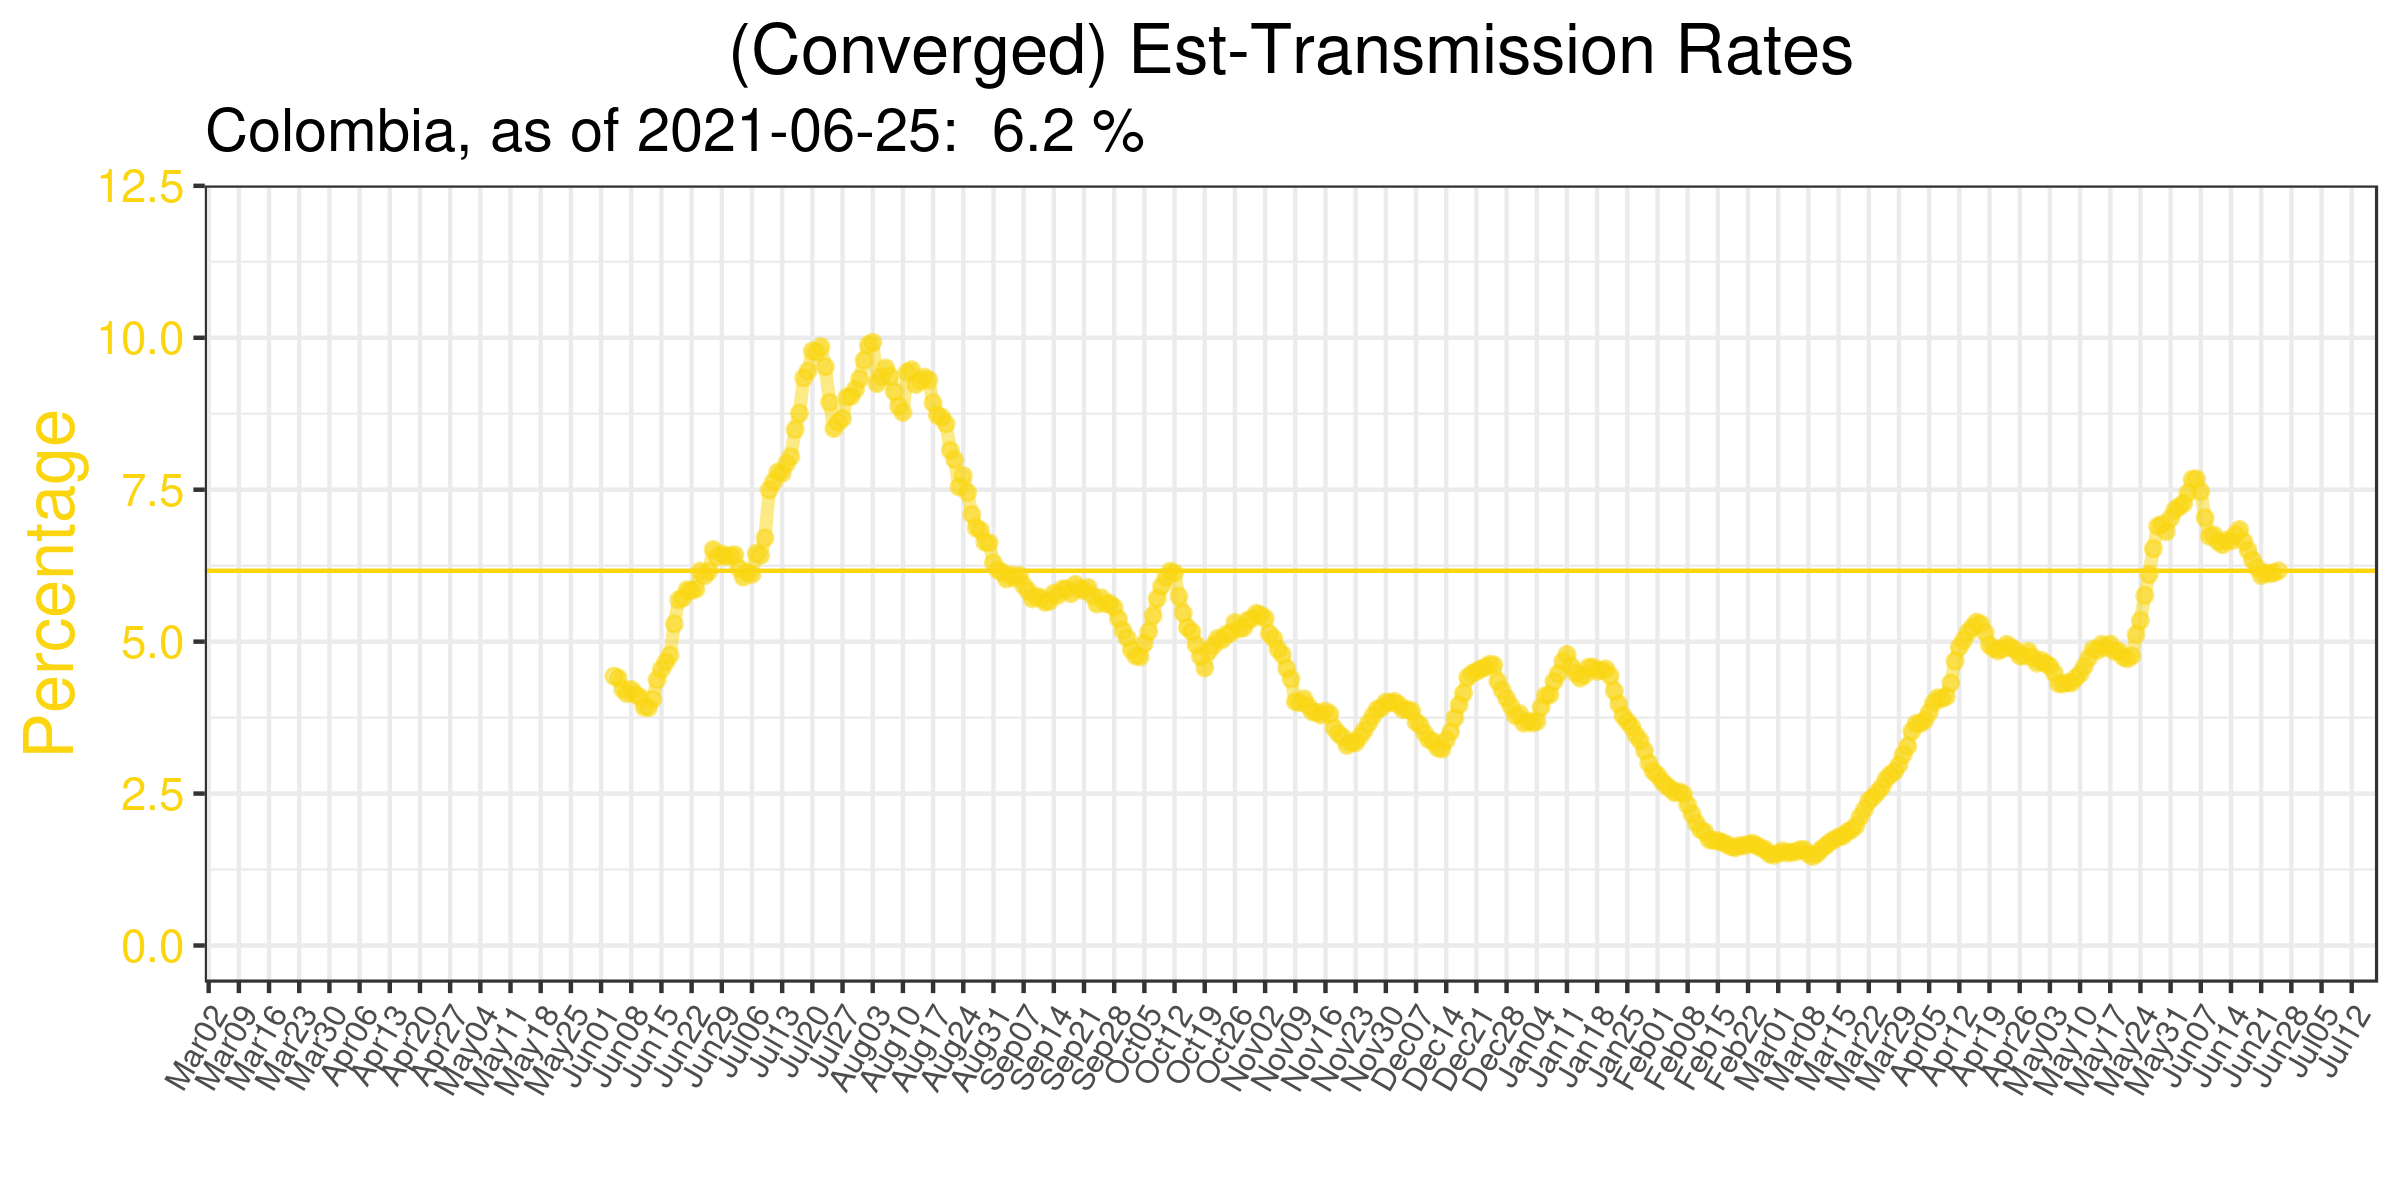 (Converged) Est-Transmission Rates
Colombia, as of 2021-06-25:  6.2 %
Percentage
12.5
10.0
7.5
5.0
2.5
0.0
Mar02
Mar09
Mar16
Mar23
Mar30
Apr06
Apr13
Apr20
Apr27
May04
May11
May18
May25
Jun01
Jun08
Jun15
Jun22
Jun29
Jul06
Jul13
Jul20
Jul27
Aug03
Aug10
Aug17
Aug24
Aug31
Sep07
Sep14
Sep21
Sep28
Oct05
Oct12
Oct19
Oct26
Nov02
Nov09
Nov16
Nov23
Nov30
Dec07
Dec14
Dec21
Dec28
Jan04
Jan11
Jan18
Jan25
Feb01
Feb08
Feb15
Feb22
Mar01
Mar08
Mar15
Mar22
Mar29
Apr05
Apr12
Apr19
Apr26
May03
May10
May17
May24
May31
Jun07
Jun14
Jun21
Jun28
Jul05
Jul12